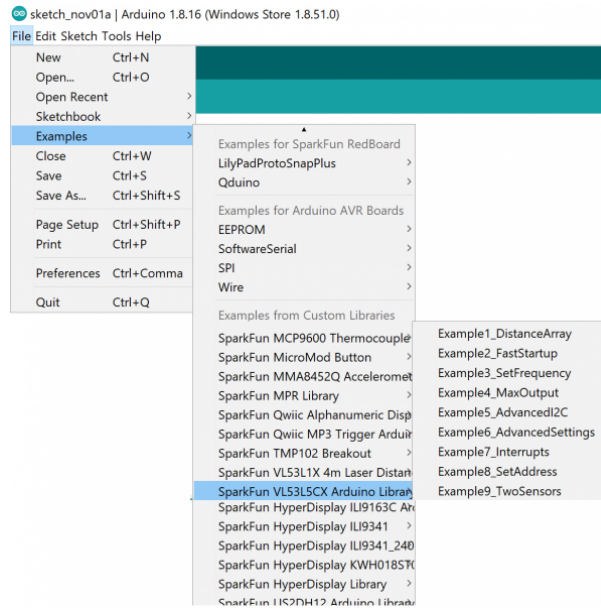 sketch_nov01a | Arduino 1.8.16 (Windows Store 1.8.51.0)
File Edit Sketch Tools Help
New Ctrl+N
Open... Ctrl+O
Open Recent
Sketchbook
Examples
Close Ctrl+W
Save Ctrl+S
Save As... Ctrl+Shift+S
Page Setup Ctrl+Shift+P
Print Ctrl+P
Preferences Ctrl+Comma
Quit Ctrl+Q
Examples for SparkFun RedBoard
LilyPadProtoSnapPlus
Qduino
Examples for Arduino AVR Boards
EEPROM
SoftwareSerial
SPI
Wire
Examples from Custom Libraries
SparkFun MCP9600 Thermocouple
SparkFun MicroMod Button
SparkFun MMA8452Q Acceleromet
SparkFun MPR Library
SparkFun Qwiic Alphanumeric Disp
SparkFun Qwiic MP3 Trigger Arduin
SparkFun TMP102 Breakout
SparkFun VL53L1X 4m Laser Distan
SparkFun VL53L5CX Arduino Library
SparkFun HyperDisplay ILI9163C Ar
SparkFun HyperDisplay ILI9341
SparkFun HyperDisplay ILI9341_240
SparkFun HyperDisplay KWH018ST
SparkFun HyperDisplay Library
SparkFun LIS2DH12 Arduino Library
Example1_DistanceArray
Example2_FastStartup
Example3_SetFrequency
Example4_MaxOutput
Example5_AdvancedI2C
Example6_AdvancedSettings
Example7_Interrupts
Example8_SetAddress
Example9_TwoSensors